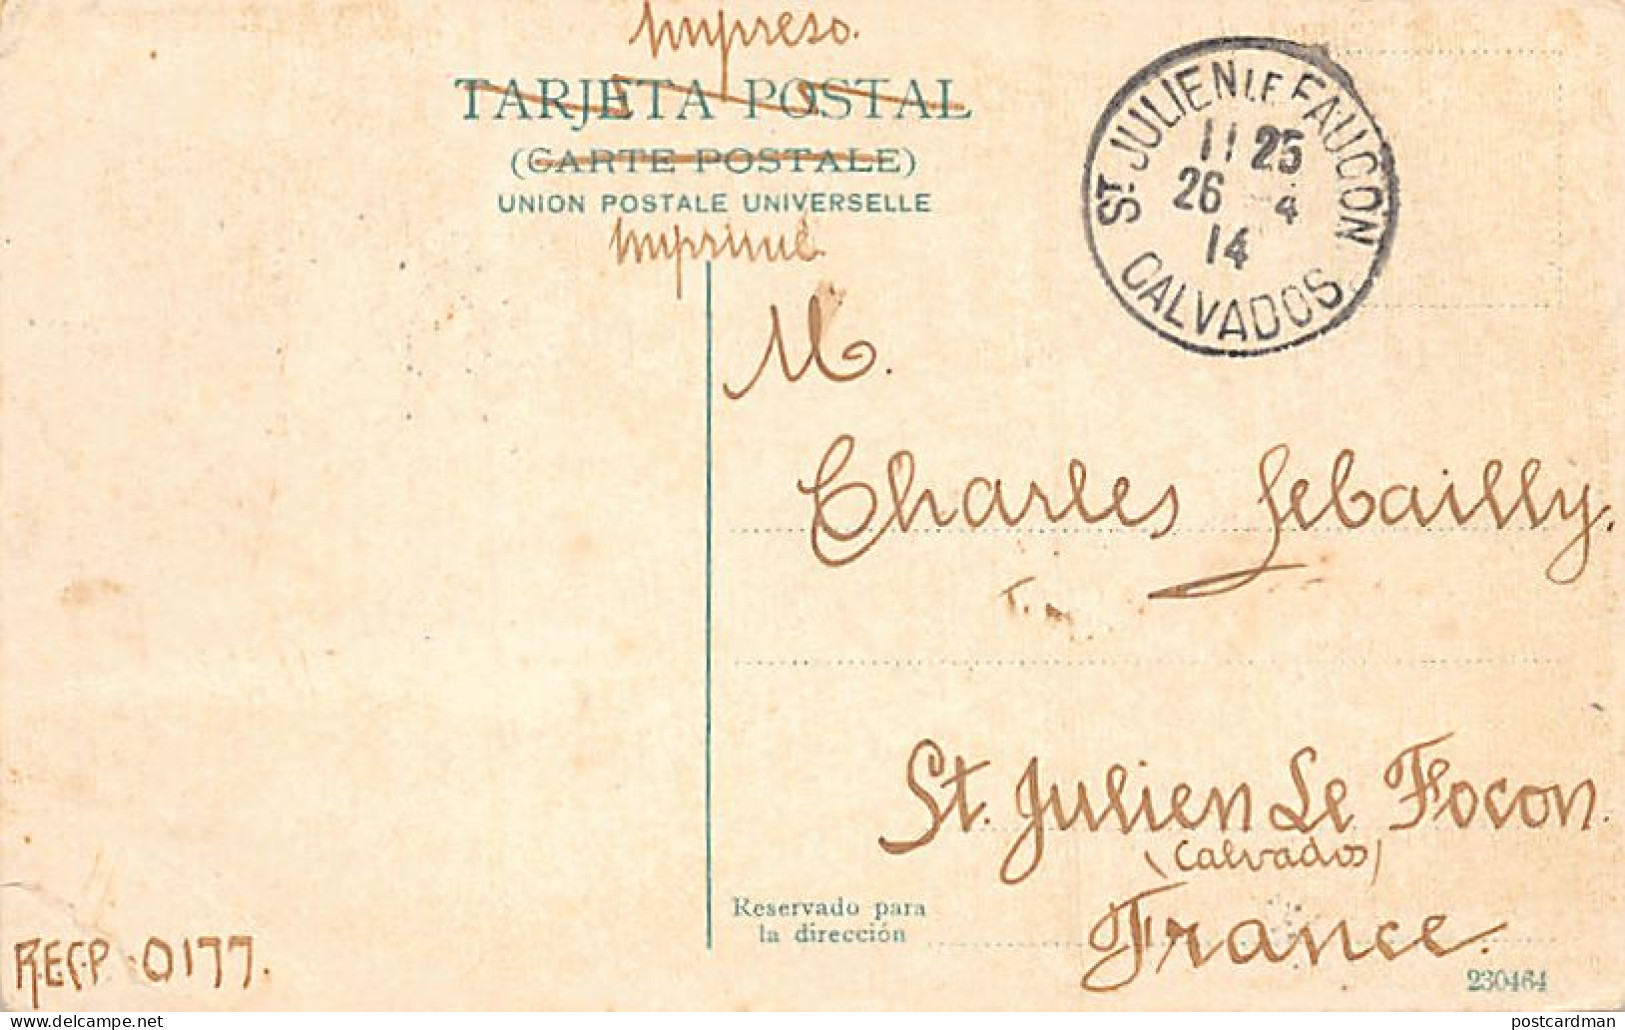 Impreso.
TARJETA POSTAL
(CARTE POSTALE)
UNION POSTALE UNIVERSELLE
Imprimé.
ST. JULIEN LE FAUCON
11 25
26 4
14
CALVADOS
M.
Charles Lebailly.
St. Julien Le Focon.
(Calvados)
France.
Reservado para
la dirección
R.E.C.P. 0177.
230464
postcardman